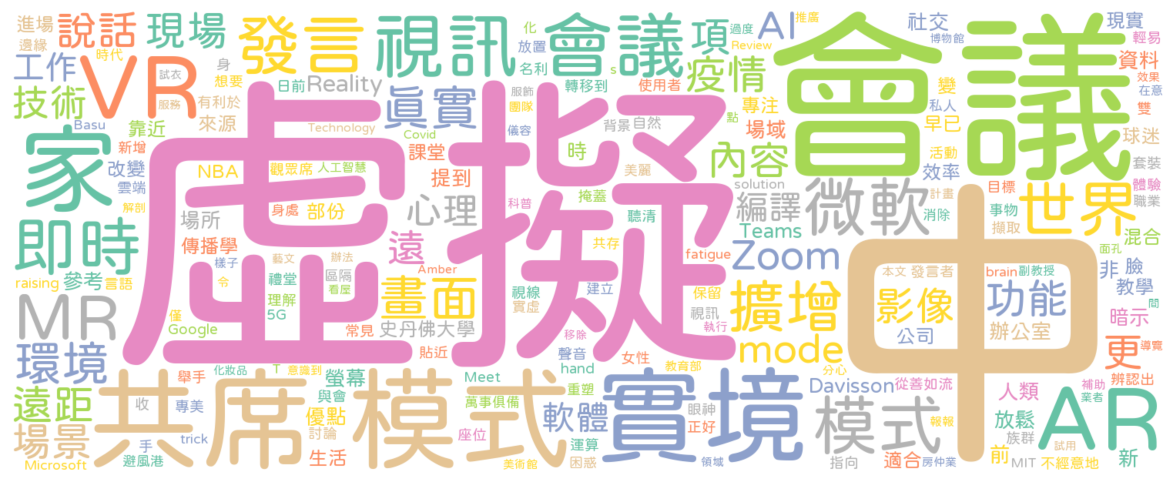 進場 說話 現場 發言 視訊 會議 項 AI 推廣 社交 現實
邊緣 時代 化 放置 名利 過度 Review 博物館 輕易
工作 VR 試衣 身 想要 日前 Reality 轉移到 s 使用者 疫情 會議 變 資料 效果
技術 服務 有利於 來源 真實 服飾 團隊 專注 私人 在意 雙
Basu 靠近 新增 Technology Covid 儀容 背景 自然 點 場域 早已 球迷
家 改變 雲端 NBA 觀眾席 人工智慧 課堂 提到 時 美麗 內容 活動 效率 套裝
虛擬 解剖 身處 部份 心理 科普 掩蓋 solution 編譯 微軟 計畫 目標 世界 體驗 職業
即時 場所 傳播學 遠 聽清 Teams 消除 事物 擷取 混合
樣子 藝文 辦法 共存 fatigue Zoom 中 面孔
raising 參考 言語 令 禮堂 區隔 看屋 畫面 Amber 視線 實虛 建立 保留 擴增 本文 發言者 brain 副教授 非 臉 教學
MR 僅 Google 理解 5G 常見 史丹佛大學 視訊 執行 影像 功能 間 暗示 導覽
環境 化妝品 T 意識到 貼近 移除 聲音 女性 教育部 mode 公司 辦公室 更 辨認出
共席 模式 舉手 螢幕 Meet hand 分心 Davisson 從善如流 人類 補助 業者
遠距 收 專美 與會 優點 萬事俱備 重塑 實境 眼神 模式 放鬆 AR
場景 手 trick 討論 座位 軟體 運算 正好 報報 前 族群 試用 新
Microsoft 避風港 生活 美術館 困惑 領域 指向 適合 房仲業 MIT 不經意地